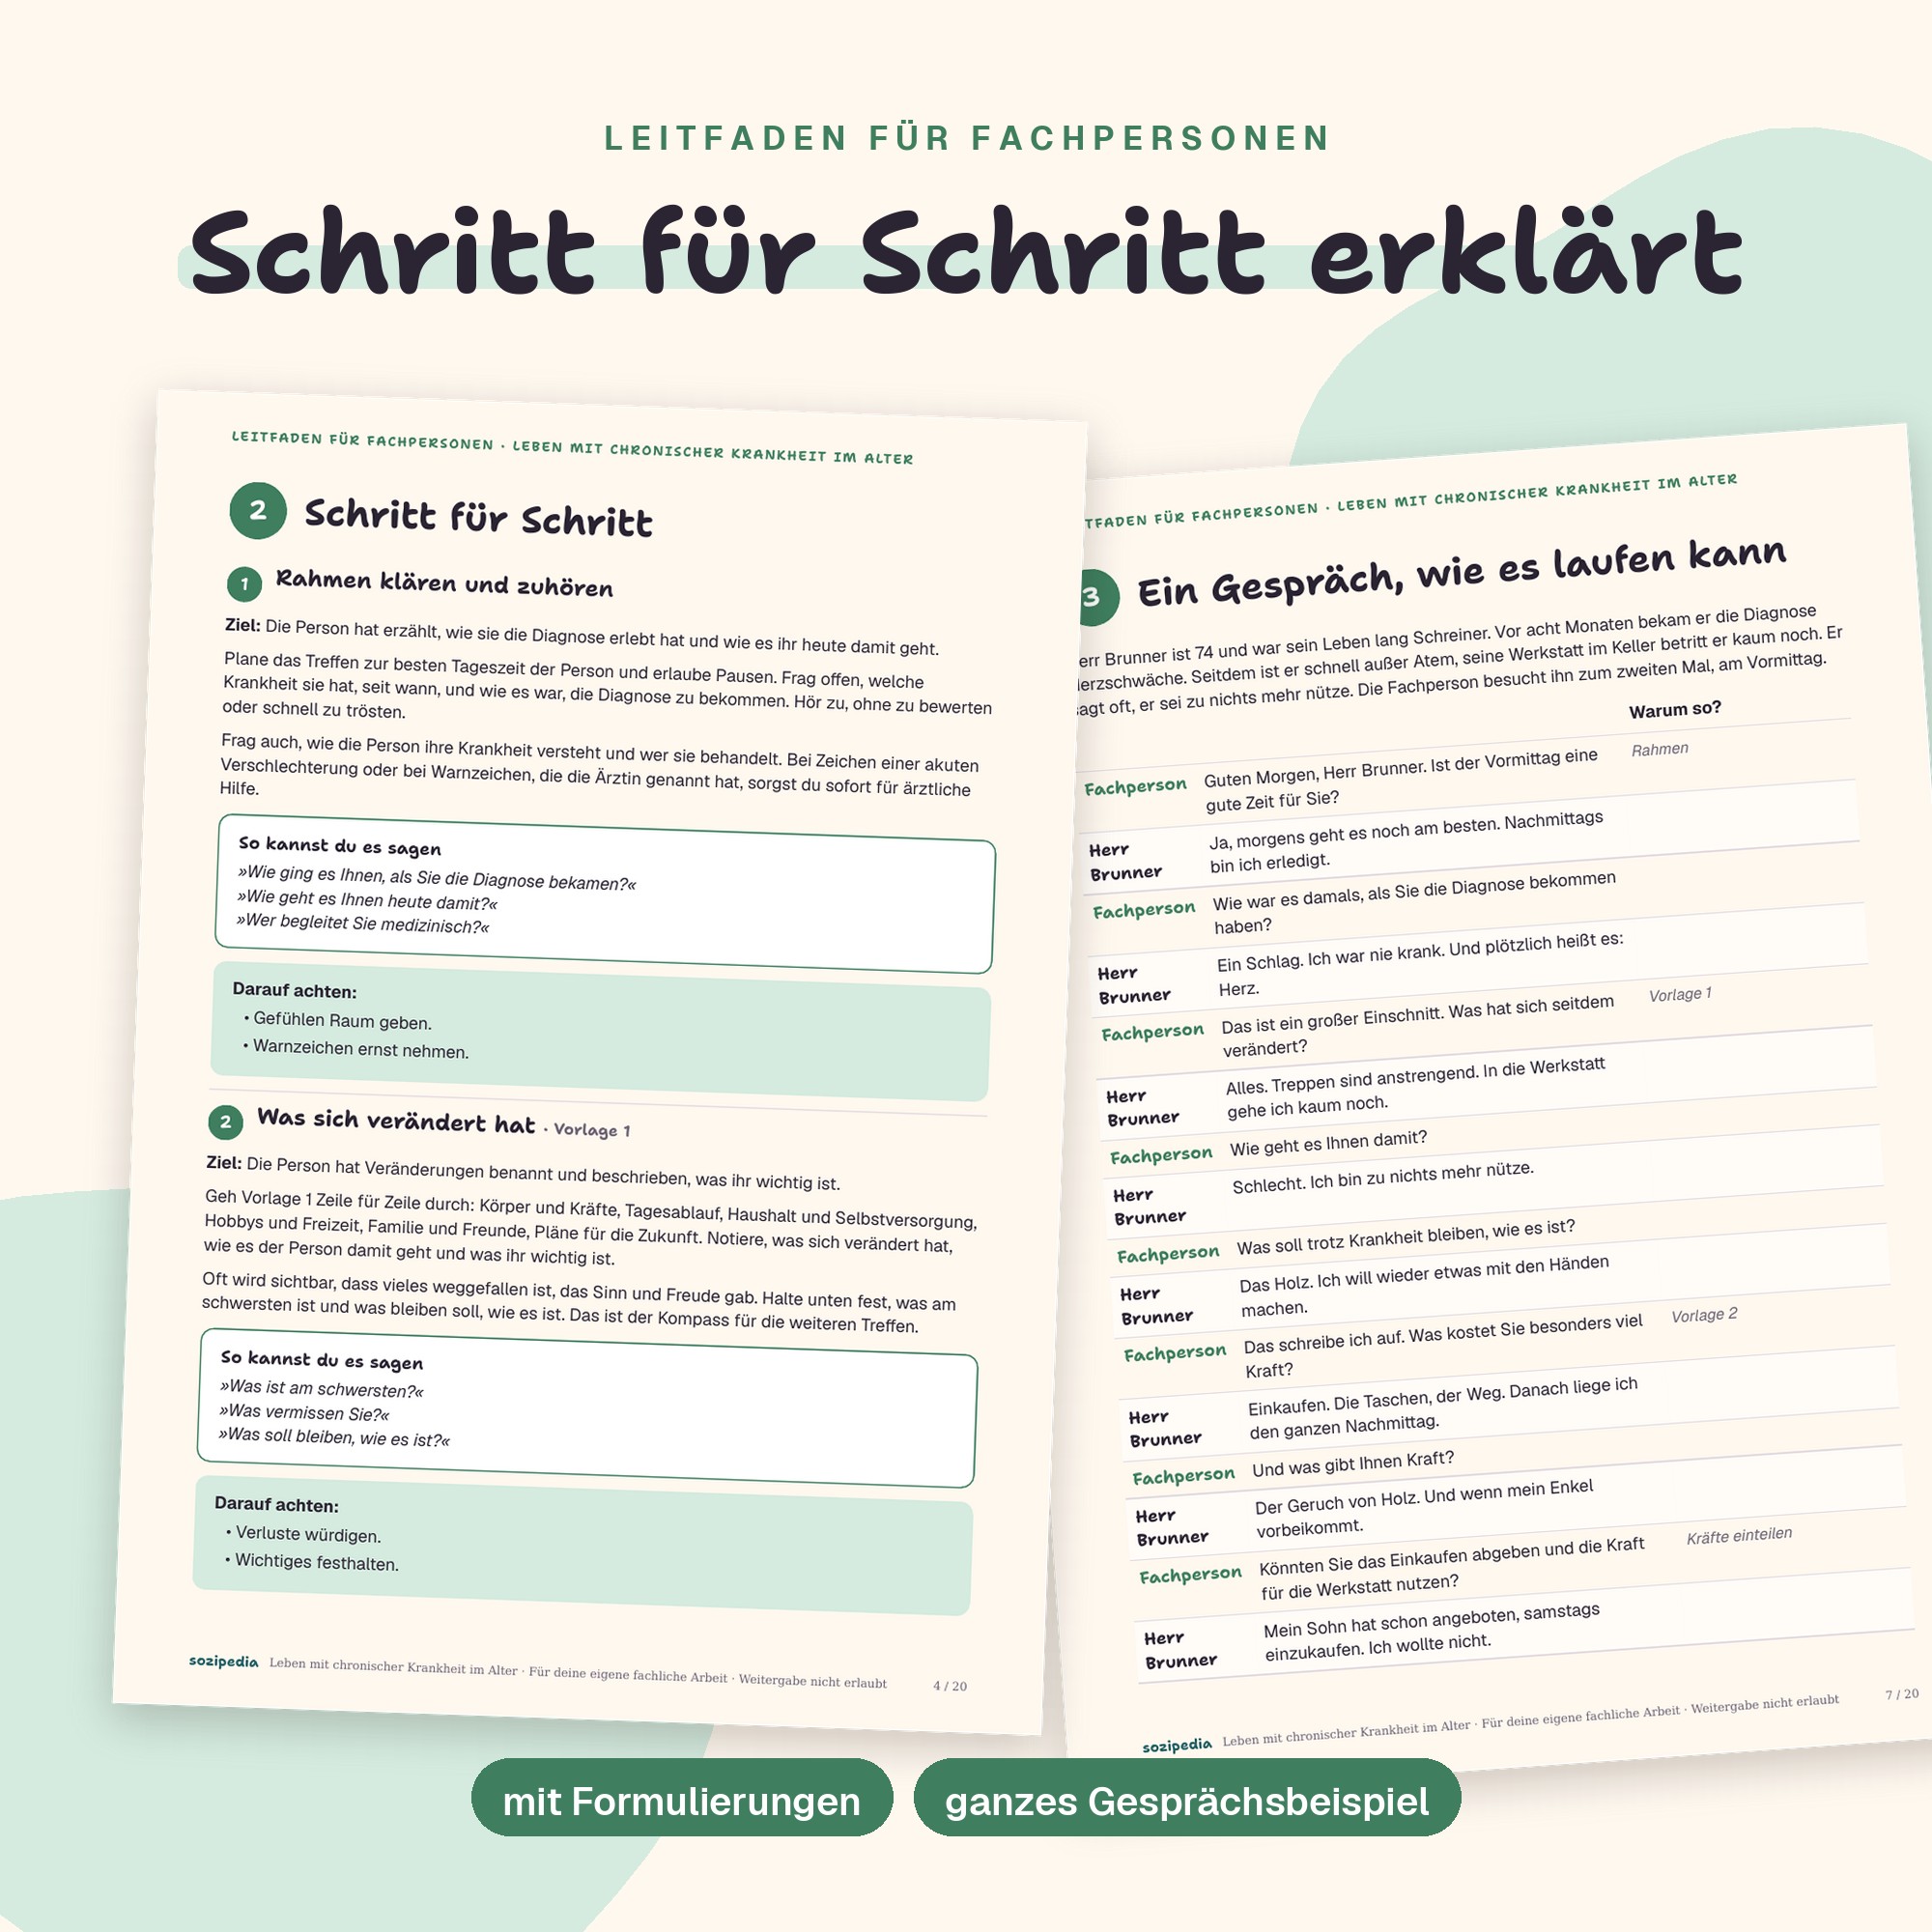 LEITFADEN FÜR FACHPERSONEN
Schritt für Schritt erklärt
LEITFADEN FÜR FACHPERSONEN · LEBEN MIT CHRONISCHER KRANKHEIT IM ALTER
2 Schritt für Schritt
1 Rahmen klären und zuhören
Ziel: Die Person hat erzählt, wie sie die Diagnose erlebt hat und wie es ihr heute damit geht.
Plane das Treffen zur besten Tageszeit der Person und erlaube Pausen. Frag offen, welche
Krankheit sie hat, seit wann, und wie es war, die Diagnose zu bekommen. Hör zu, ohne zu bewerten
oder schnell zu trösten.
Frag auch, wie die Person ihre Krankheit versteht und wer sie behandelt. Bei Zeichen einer akuten
Verschlechterung oder bei Warnzeichen, die die Ärztin genannt hat, sorgst du sofort für ärztliche
Hilfe.
So kannst du es sagen
»Wie ging es Ihnen, als Sie die Diagnose bekamen?«
»Wie geht es Ihnen heute damit?«
»Wer begleitet Sie medizinisch?«
Darauf achten:
• Gefühlen Raum geben.
• Warnzeichen ernst nehmen.
2 Was sich verändert hat · Vorlage 1
Ziel: Die Person hat Veränderungen benannt und beschrieben, was ihr wichtig ist.
Geh Vorlage 1 Zeile für Zeile durch: Körper und Kräfte, Tagesablauf, Haushalt und Selbstversorgung,
Hobbys und Freizeit, Familie und Freunde, Pläne für die Zukunft. Notiere, was sich verändert hat,
wie es der Person damit geht und was ihr wichtig ist.
Oft wird sichtbar, dass vieles weggefallen ist, das Sinn und Freude gab. Halte unten fest, was am
schwersten ist und was bleiben soll, wie es ist. Das ist der Kompass für die weiteren Treffen.
So kannst du es sagen
»Was ist am schwersten?«
»Was vermissen Sie?«
»Was soll bleiben, wie es ist?«
Darauf achten:
• Verluste würdigen.
• Wichtiges festhalten.
sozipedia Leben mit chronischer Krankheit im Alter · Für deine eigene fachliche Arbeit · Weitergabe nicht erlaubt 4 / 20
TFADEN FÜR FACHPERSONEN · LEBEN MIT CHRONISCHER KRANKHEIT IM ALTER
3 Ein Gespräch, wie es laufen kann
err Brunner ist 74 und war sein Leben lang Schreiner. Vor acht Monaten bekam er die Diagnose
erzschwäche. Seitdem ist er schnell außer Atem, seine Werkstatt im Keller betritt er kaum noch. Er
agt oft, er sei zu nichts mehr nütze. Die Fachperson besucht ihn zum zweiten Mal, am Vormittag.
Warum so?
Fachperson Guten Morgen, Herr Brunner. Ist der Vormittag eine Rahmen
gute Zeit für Sie?
Herr Ja, morgens geht es noch am besten. Nachmittags
Brunner bin ich erledigt.
Fachperson Wie war es damals, als Sie die Diagnose bekommen
haben?
Herr Ein Schlag. Ich war nie krank. Und plötzlich heißt es:
Brunner Herz.
Fachperson Das ist ein großer Einschnitt. Was hat sich seitdem Vorlage 1
verändert?
Herr Alles. Treppen sind anstrengend. In die Werkstatt
Brunner gehe ich kaum noch.
Fachperson Wie geht es Ihnen damit?
Herr Schlecht. Ich bin zu nichts mehr nütze.
Brunner
Fachperson Was soll trotz Krankheit bleiben, wie es ist?
Herr Das Holz. Ich will wieder etwas mit den Händen
Brunner machen.
Fachperson Das schreibe ich auf. Was kostet Sie besonders viel Vorlage 2
Kraft?
Herr Einkaufen. Die Taschen, der Weg. Danach liege ich
Brunner den ganzen Nachmittag.
Fachperson Und was gibt Ihnen Kraft?
Herr Der Geruch von Holz. Und wenn mein Enkel
Brunner vorbeikommt.
Fachperson Könnten Sie das Einkaufen abgeben und die Kraft Kräfte einteilen
für die Werkstatt nutzen?
Herr Mein Sohn hat schon angeboten, samstags
Brunner einzukaufen. Ich wollte nicht.
sozipedia Leben mit chronischer Krankheit im Alter · Für deine eigene fachliche Arbeit · Weitergabe nicht erlaubt 7 / 20
mit Formulierungen
ganzes Gesprächsbeispiel